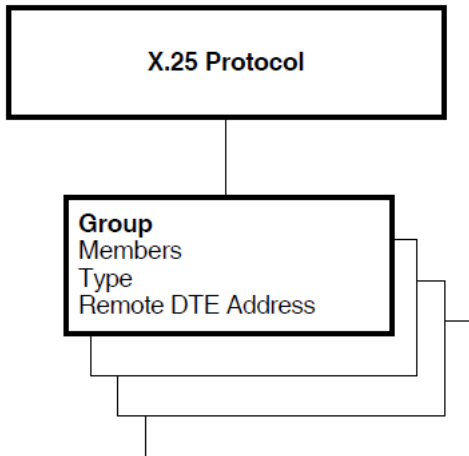 X.25 Protocol
Group
Members
Type
Remote DTE Address